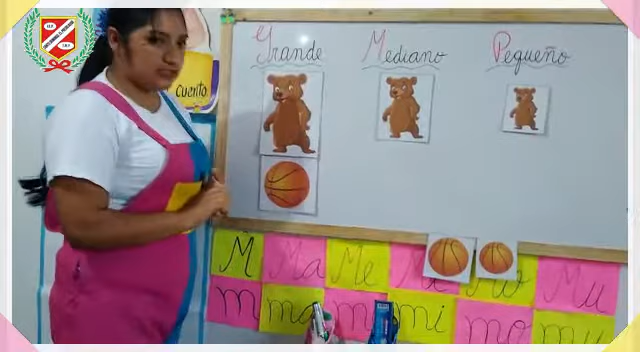 cuento
Grande Mediano Pequeño
M Ma Me Mu
m ma m mi mo mu